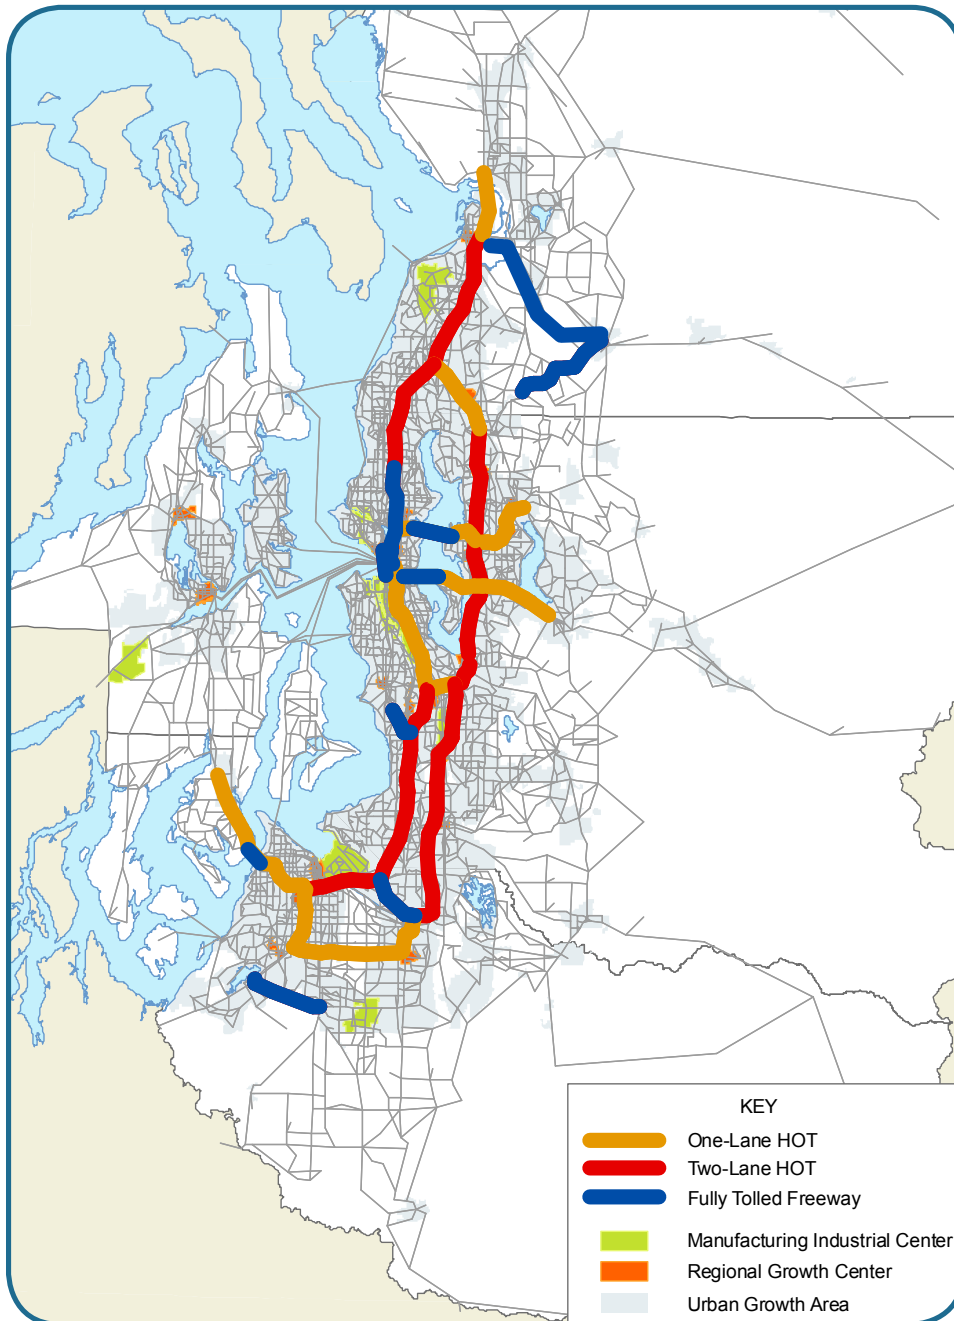 KEY
One-Lane HOT
Two-Lane HOT
Fully Tolled Freeway
Manufacturing Industrial Center
Regional Growth Center
Urban Growth Area